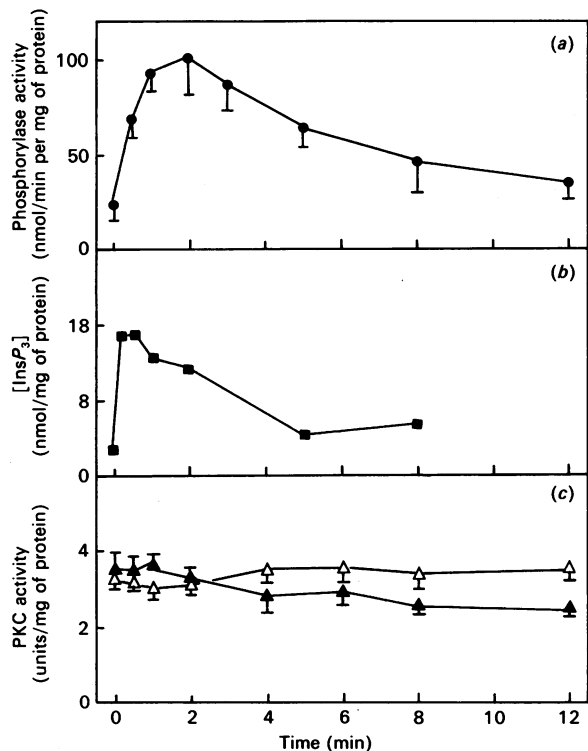 (a)
Phosphorylase activity
(nmol/min per mg of protein)
100
50
0
(b)
[InsP3]
(nmol/mg of protein)
18
8
0
(c)
PKC activity
(units/mg of protein)
4
2
0
0 2 4 6 8 10 12
Time (min)